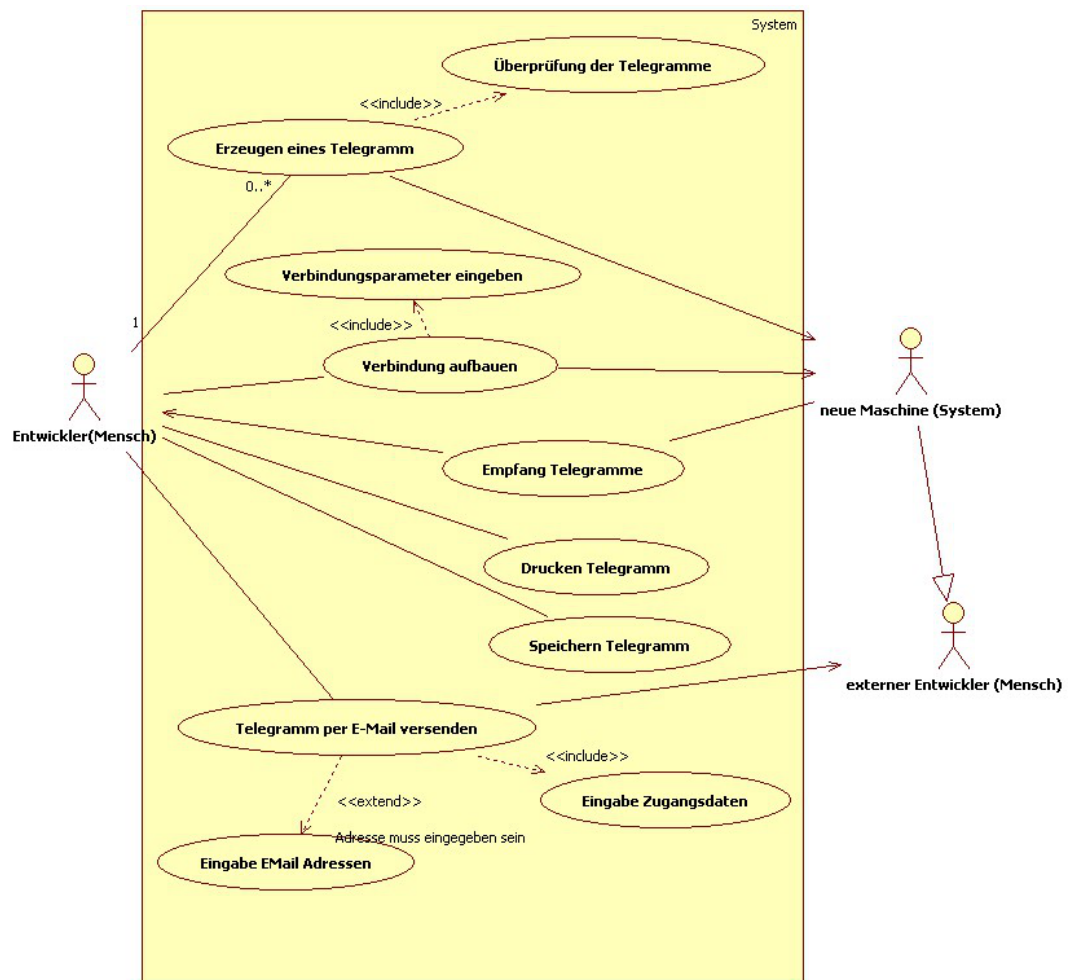 System
Überprüfung der Telegramme
<<include>>
Erzeugen eines Telegramm
0..*
Verbindungsparameter eingeben
1
<<include>>
Verbindung aufbauen
neue Maschine (System)
Entwickler(Mensch)
Empfang Telegramme
Drucken Telegramm
Speichern Telegramm
externer Entwickler (Mensch)
Telegramm per E-Mail versenden
<<include>>
<<extend>>
Eingabe Zugangsdaten
Adresse muss eingegeben sein
Eingabe EMail Adressen